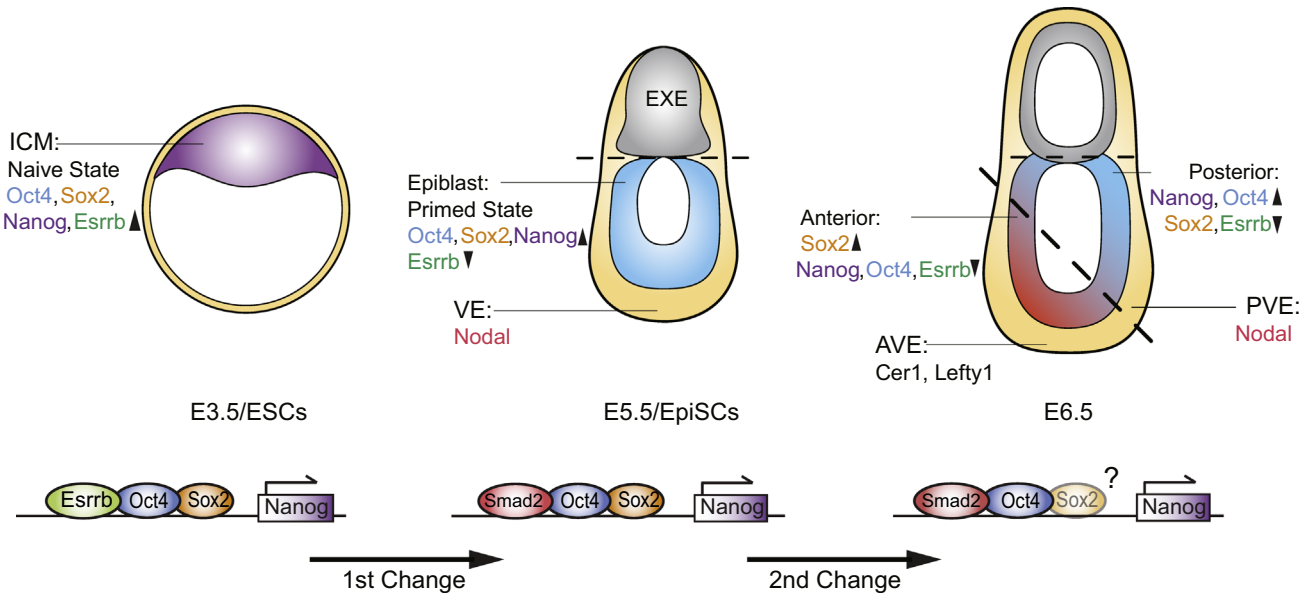 ICM:
Naive State
Oct4, Sox2,
Nanog, Esrrb▲
EXE
Epiblast:
Primed State
Oct4, Sox2, Nanog▲
Esrrb▼
VE:
Nodal
Anterior:
Sox2▲
Nanog, Oct4, Esrrb▼
AVE:
Cer1, Lefty1
Posterior:
Nanog, Oct4▲
Sox2, Esrrb▼
PVE:
Nodal
E3.5/ESCs
E5.5/EpiSCs
E6.5
Esrrb Oct4 Sox2 Nanog
Smad2 Oct4 Sox2 Nanog
Smad2 Oct4 Sox2 ? Nanog
1st Change
2nd Change